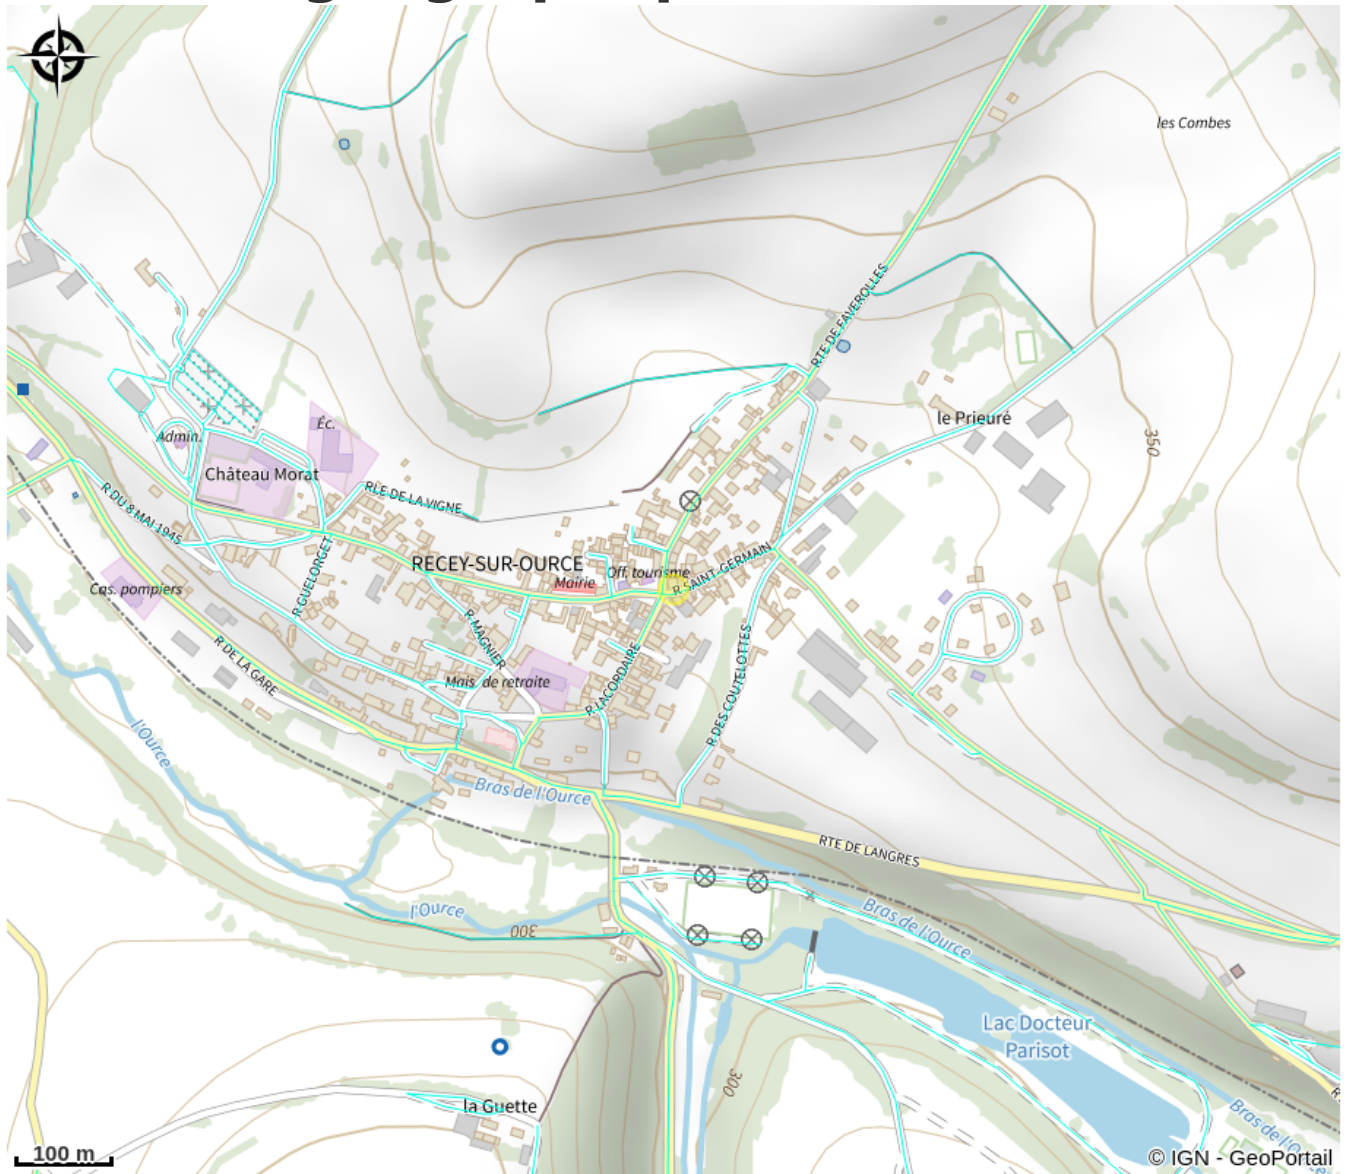 les Combes
RTE DE FAVEROLLES
le Prieuré
350
Éc.
Admin.
Château Morat
RLE DE LA VIGNE
R DU 8 MAI 1945
R GUELORGET
RECEY-SUR-OURCE
Mairie
Off. tourisme
R SAINT-GERMAIN
Cas. pompiers
R MAGNIER
R DE LA GARE
Mais. de retraite
R LACORDAIRE
R DES COUTELOTTES
l'Ource
Bras de l'Ource
RTE DE LANGRES
l'Ource
300
Bras de l'Ource
Lac Docteur
Parisot
300
la Guette
Bras de l'Ource
100 m
© IGN - GeoPortail